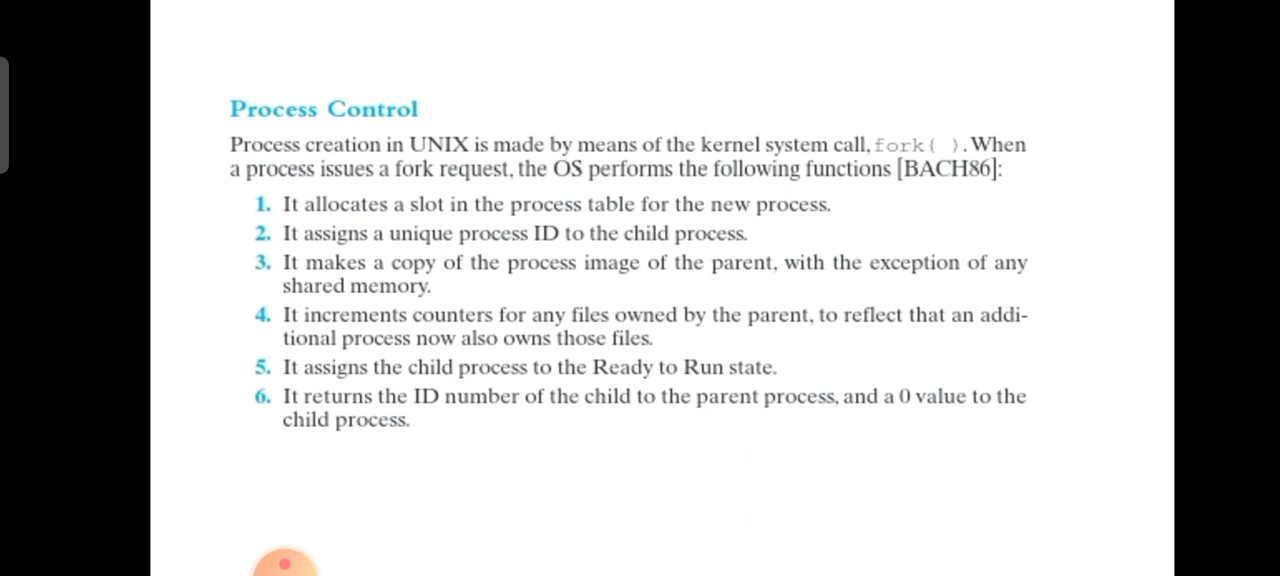 Process Control
Process creation in UNIX is made by means of the kernel system call, fork( ). When
a process issues a fork request, the OS performs the following functions [BACH86]:
1. It allocates a slot in the process table for the new process.
2. It assigns a unique process ID to the child process.
3. It makes a copy of the process image of the parent, with the exception of any
shared memory.
4. It increments counters for any files owned by the parent, to reflect that an addi-
tional process now also owns those files.
5. It assigns the child process to the Ready to Run state.
6. It returns the ID number of the child to the parent process, and a 0 value to the
child process.